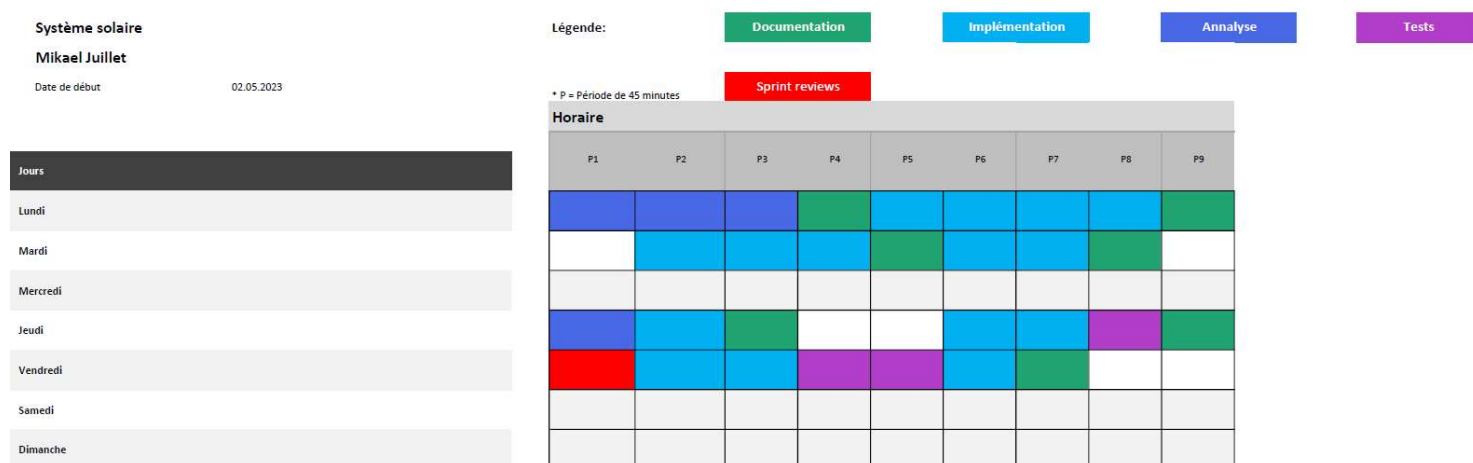 Système solaire
Légende:
Documentation
Implémentation
Annalyse
Tests
Mikael Juillet
Date de début 02.05.2023
* P = Période de 45 minutes
Sprint reviews
Horaire
Jours P1 P2 P3 P4 P5 P6 P7 P8 P9
Lundi
Mardi
Mercredi
Jeudi
Vendredi
Samedi
Dimanche